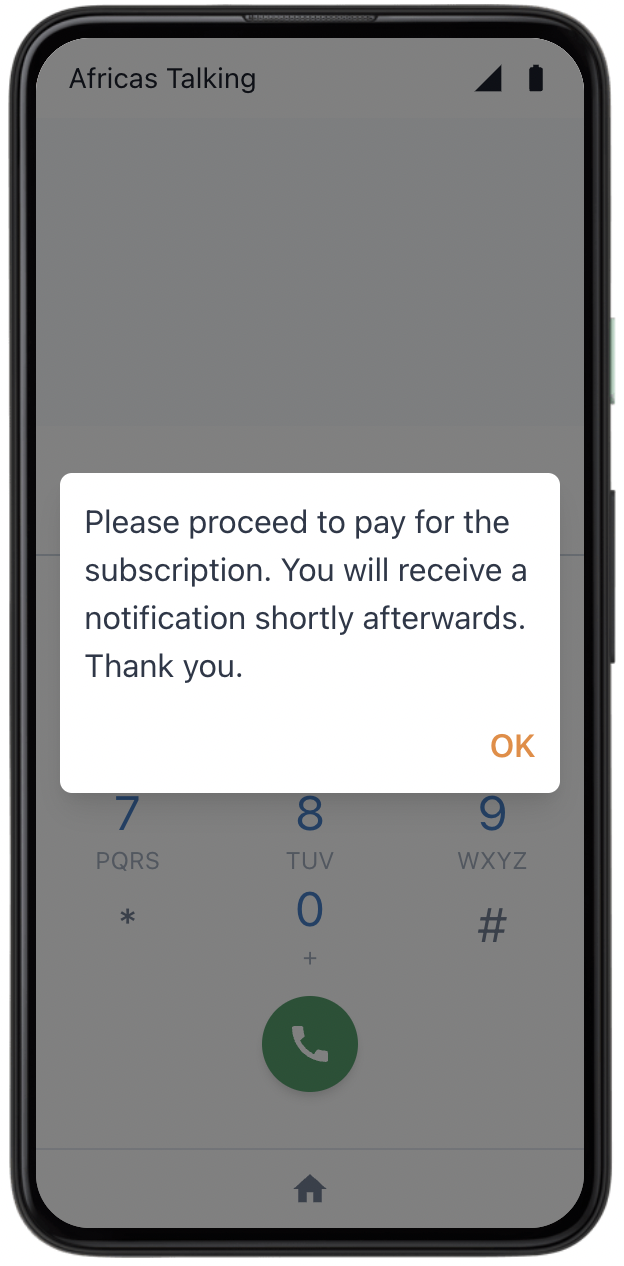 Africas Talking
Please proceed to pay for the
subscription. You will receive a
notification shortly afterwards.
Thank you.
OK
7 8 9
PQRS TUV WXYZ
* 0 #
+